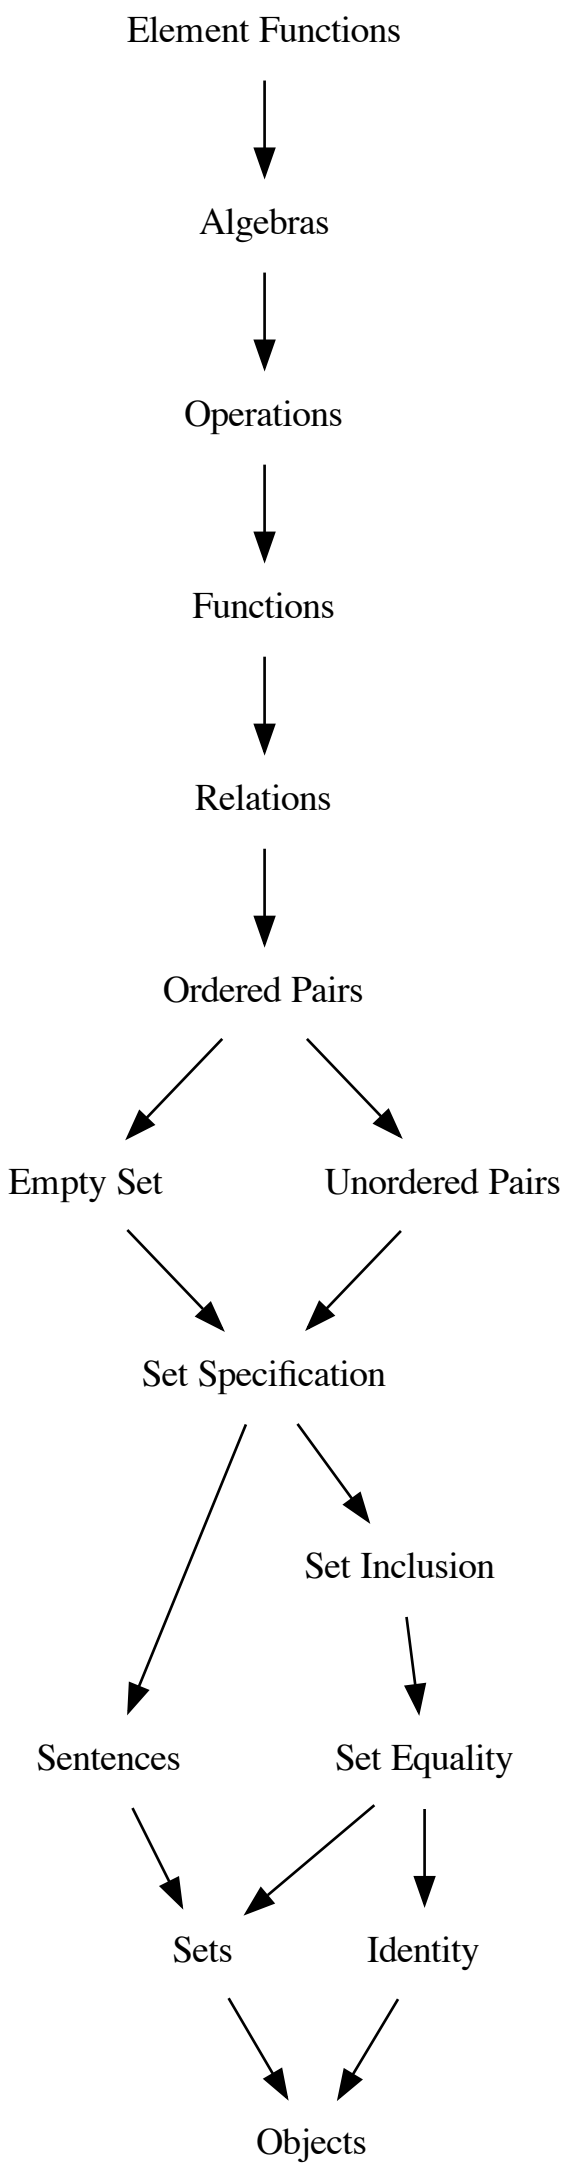 Element Functions
Algebras
Operations
Functions
Relations
Ordered Pairs
Empty Set
Unordered Pairs
Set Specification
Set Inclusion
Sentences
Set Equality
Sets
Identity
Objects